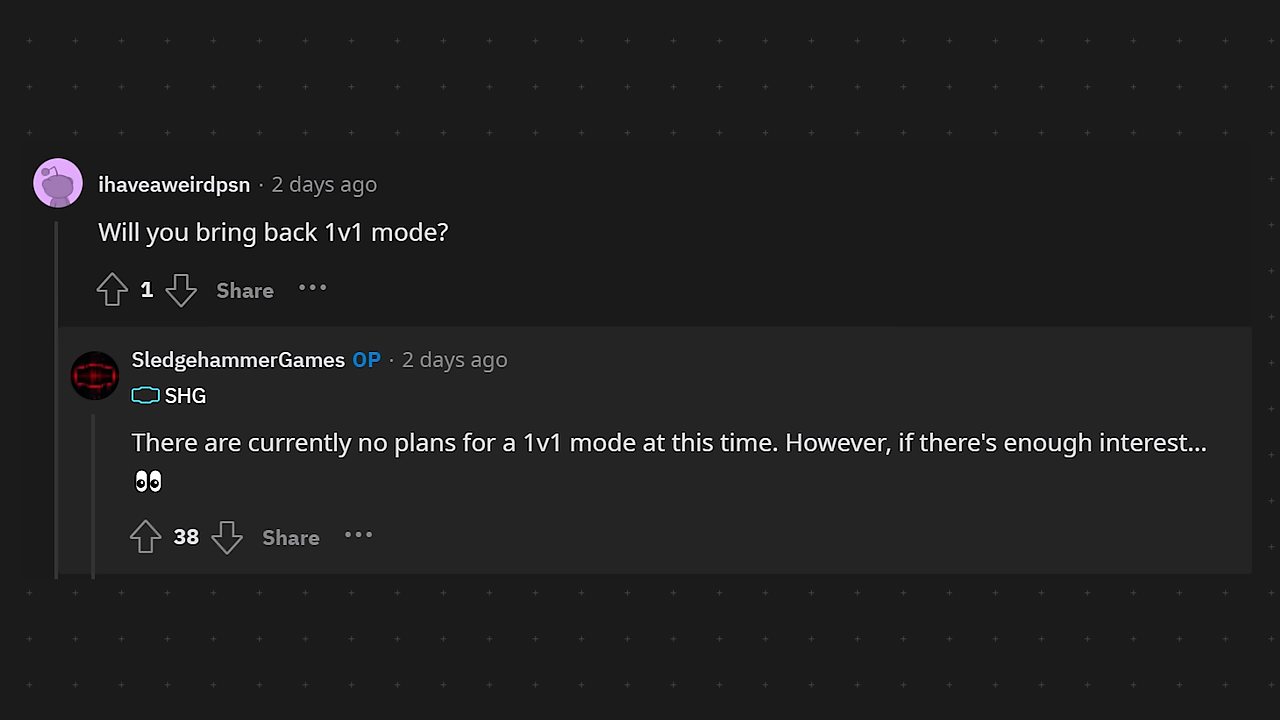 ihaveaweirdpsn · 2 days ago
Will you bring back 1v1 mode?
1 Share ...
SledgehammerGames OP · 2 days ago
SHG
There are currently no plans for a 1v1 mode at this time. However, if there's enough interest...
👀
38 Share ...